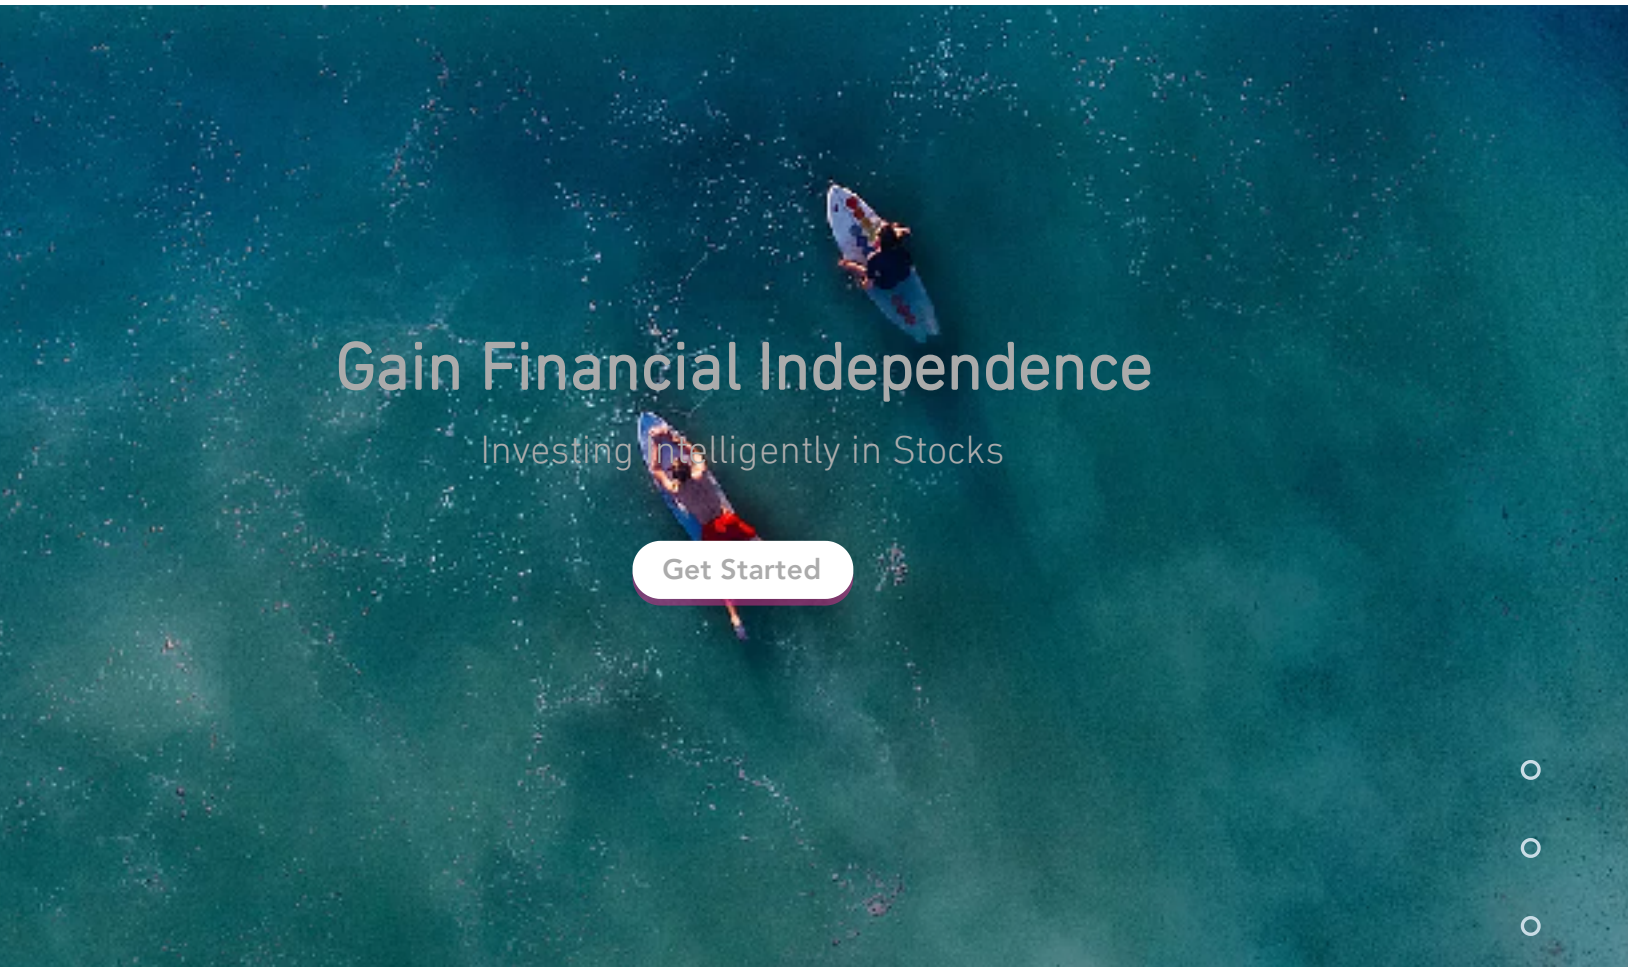 Gain Financial Independence
Investing Intelligently in Stocks
Get Started